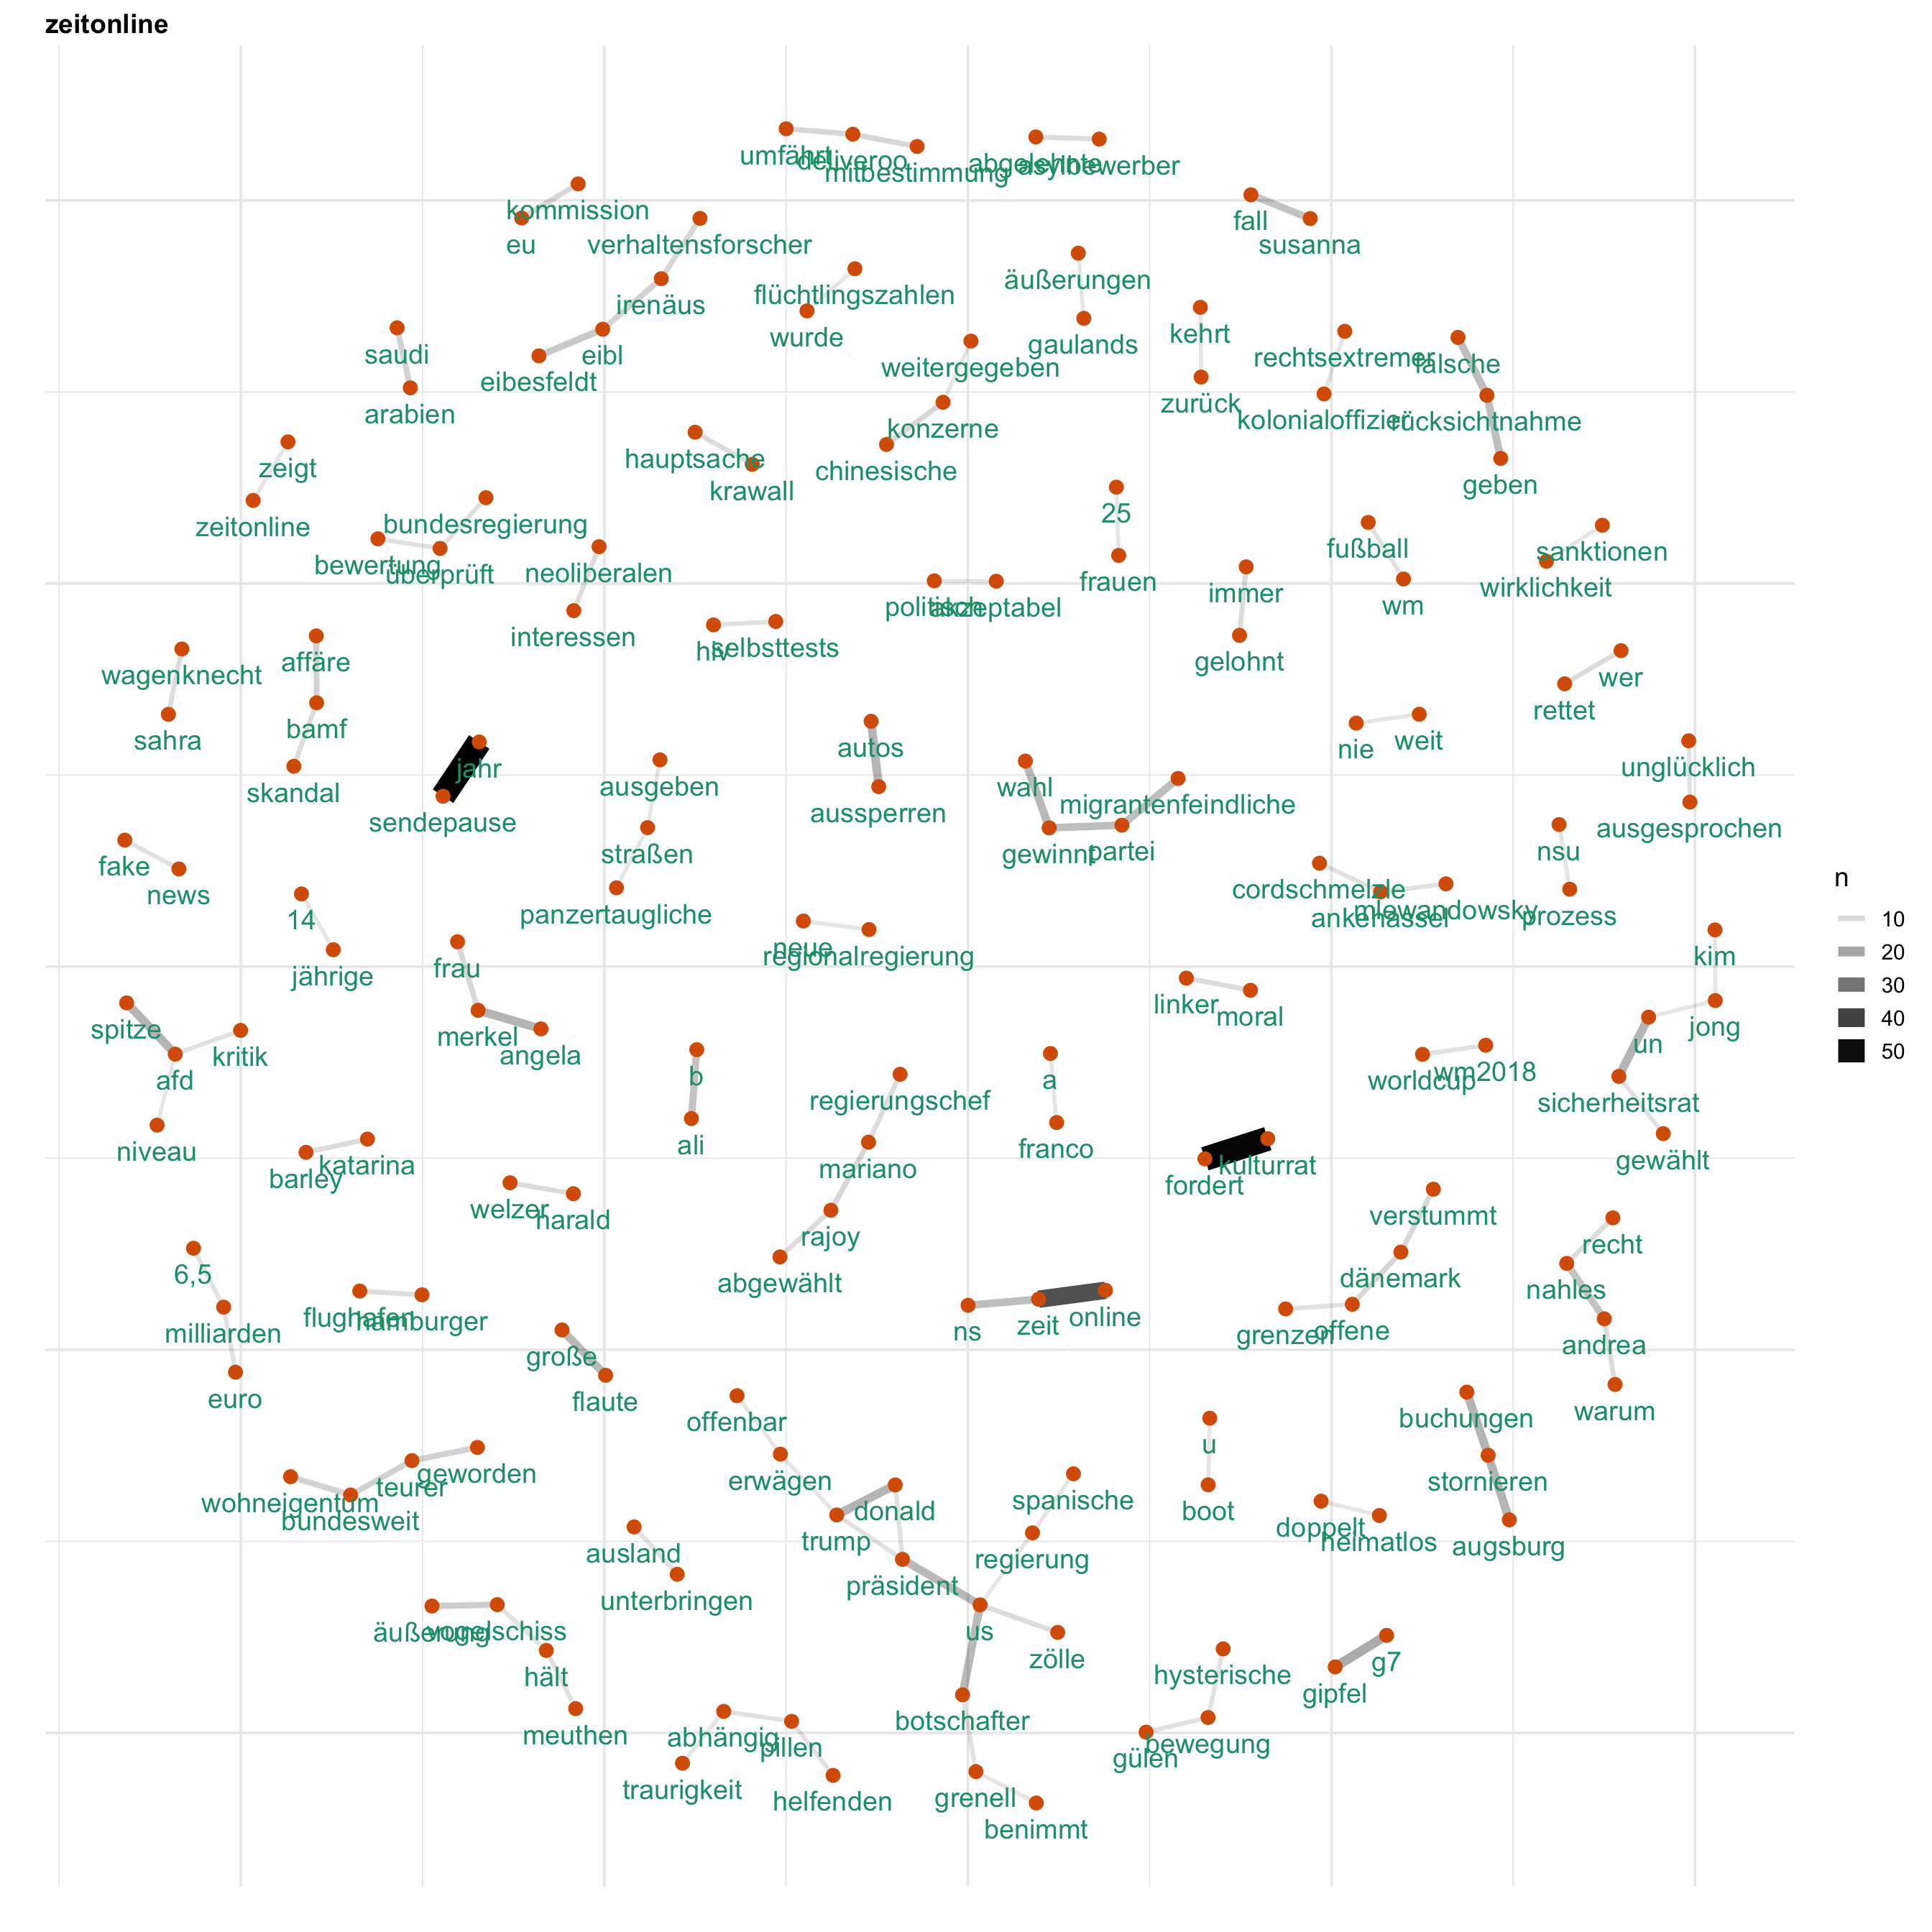 zeitonline
umfährt
deliveroo
mitbestimmung
abgelehnte
asylbewerber
kommission
eu
verhaltensforscher
fall
susanna
irenäus
flüchtlingszahlen
äußerungen
wurde
gaulands
kehrt
saudi
eibl
eibesfeldt
weitergegeben
rechtsextremer
falsche
arabien
zurück
kolonialoffizier
rücksichtnahme
konzerne
hauptsache
chinesische
krawall
zeigt
geben
zeitonline
bundesregierung
25
bewertung
überprüft
neoliberalen
frauen
fußball
sanktionen
wirklichkeit
immer
wm
politisch
akzeptabel
interessen
hiv
selbsttests
gelohnt
wagenknecht
affäre
wer
rettet
sahra
bamf
autos
nie
weit
jahr
skandal
ausgeben
wahl
migrantenfeindliche
unglücklich
sendepause
aussperren
ausgesprochen
straßen
gewinnt
partei
nsu
fake
news
cordschmelzle
ankehassel
mlewandowsky
prozess
14
panzertaugliche
neue
regionalregierung
jährige
frau
kim
linker
moral
spitze
kritik
merkel
angela
jong
un
afd
b
a
worldcup
wm2018
regierungschef
sicherheitsrat
niveau
ali
franco
gewählt
barley
katarina
mariano
fordert
kulturrat
welzer
harald
verstummt
rajoy
recht
6,5
abgewählt
dänemark
nahles
milliarden
flughafen
hamburger
ns
zeit
online
grenzen
offene
andrea
große
euro
flaute
warum
offenbar
buchungen
u
wohneigentum
bundesweit
teurer
geworden
erwägen
spanische
stornieren
donald
boot
trump
doppelt
heimatlos
augsburg
ausland
regierung
präsident
unterbringen
äußerung
vogelschiss
us
zölle
g7
hält
hysterische
gipfel
meuthen
abhängig
pillen
botschafter
gülen
bewegung
traurigkeit
helfenden
grenell
benimmt
n
10
20
30
40
50